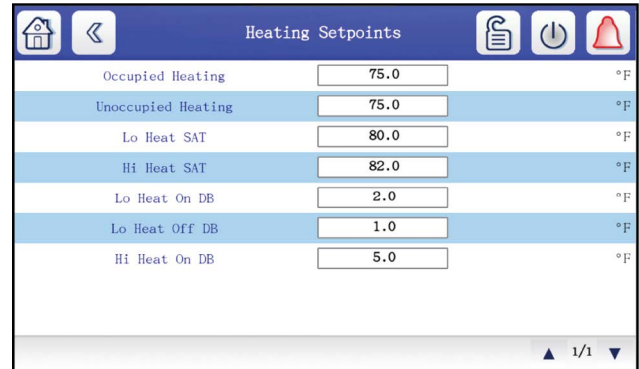 Heating Setpoints
Occupied Heating 75.0 °F
Unoccupied Heating 75.0 °F
Lo Heat SAT 80.0 °F
Hi Heat SAT 82.0 °F
Lo Heat On DB 2.0 °F
Lo Heat Off DB 1.0 °F
Hi Heat On DB 5.0 °F
1/1